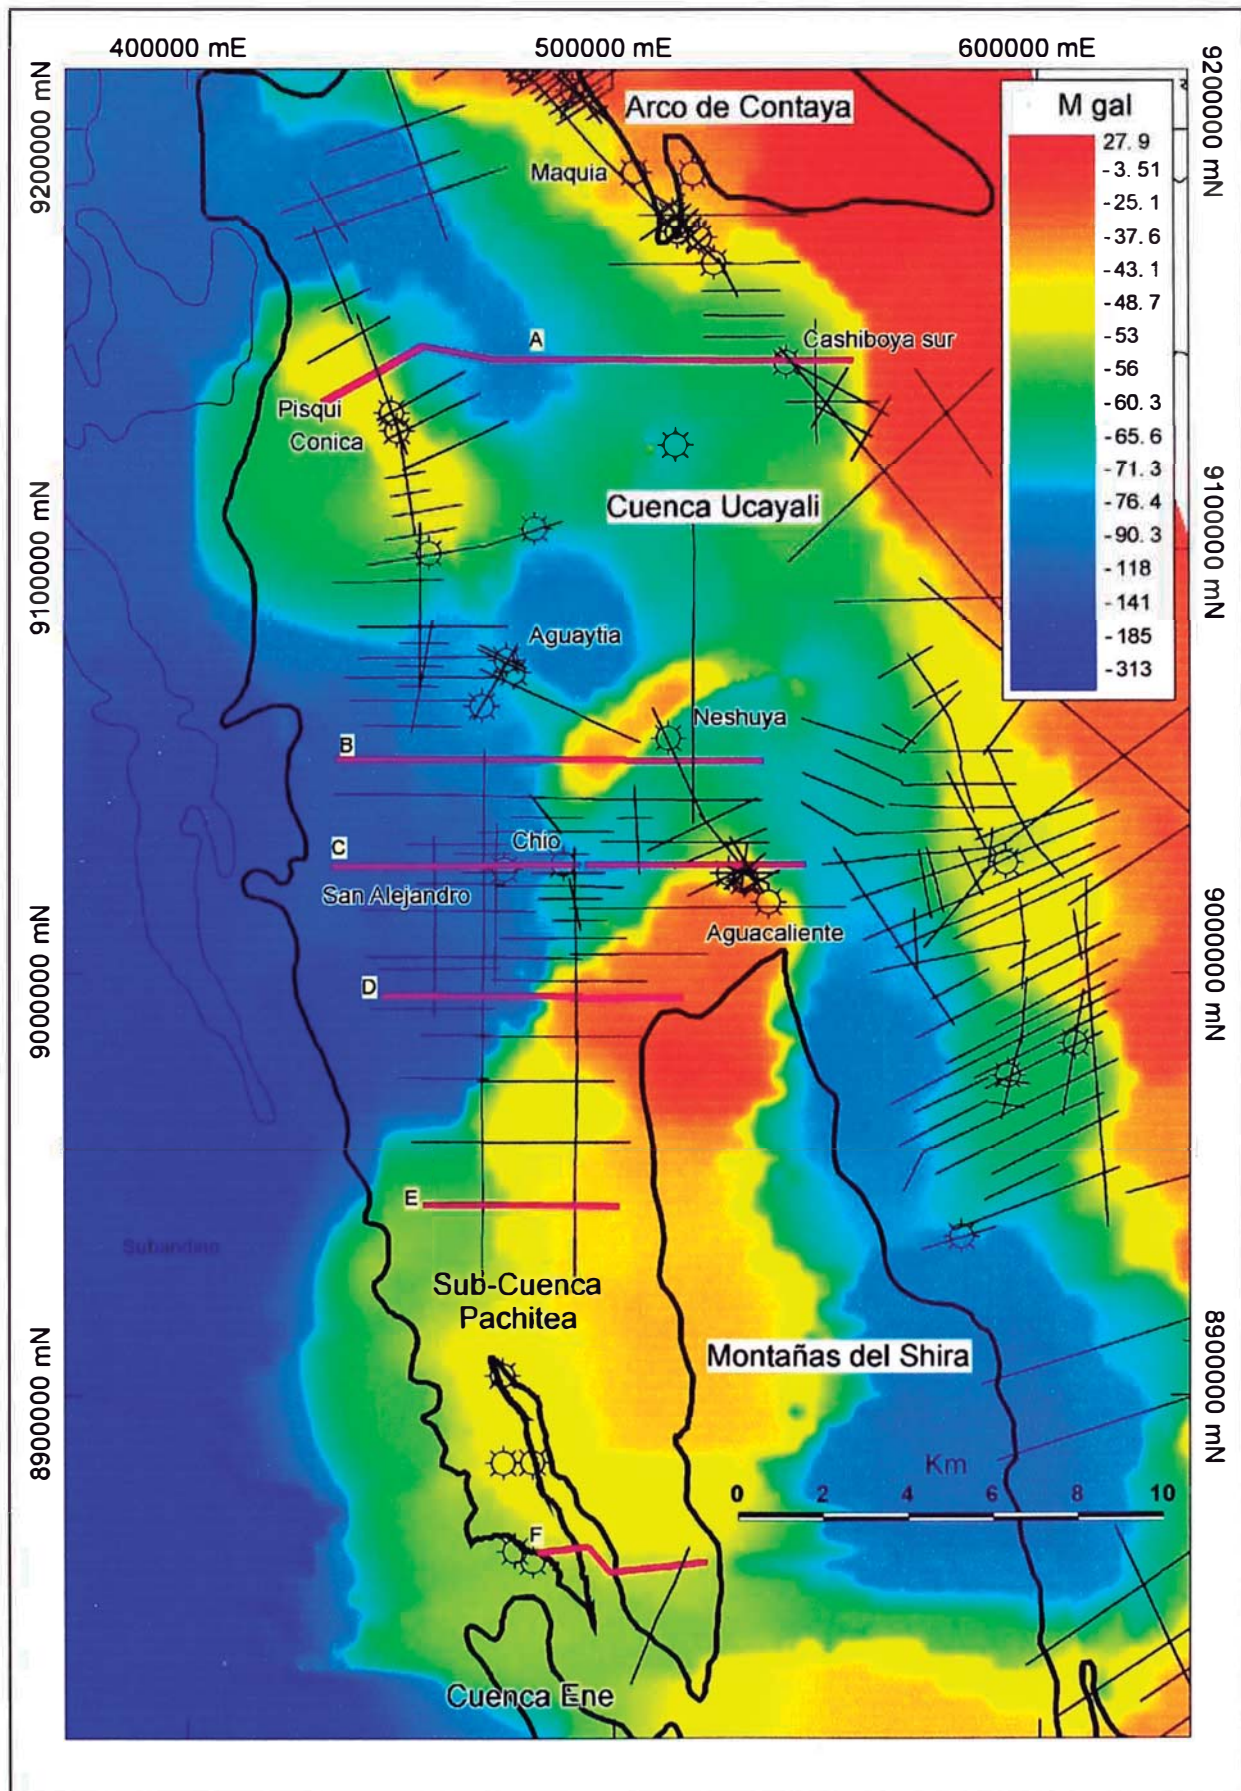 400000 mE
500000 mE
600000 mE
9200000 mN
9200000 mN
Arco de Contaya
M gal
27. 9
-3. 51
-25. 1
-37. 6
-43. 1
-48. 7
-53
-56
-60. 3
-65. 6
-71. 3
-76. 4
-90. 3
-118
-141
-185
-313
Maquia
A
Cashiboya sur
Pisqui
Conica
Cuenca Ucayali
9100000 mN
9100000 mN
Aguaytia
Neshuya
B
Chio
C
San Alejandro
Aguacaliente
9000000 mN
9000000 mN
D
E
Subandino
Sub-Cuenca
Pachitea
Montañas del Shira
8900000 mN
8900000 mN
Km
0 2 4 6 8 10
F
Cuenca Ene